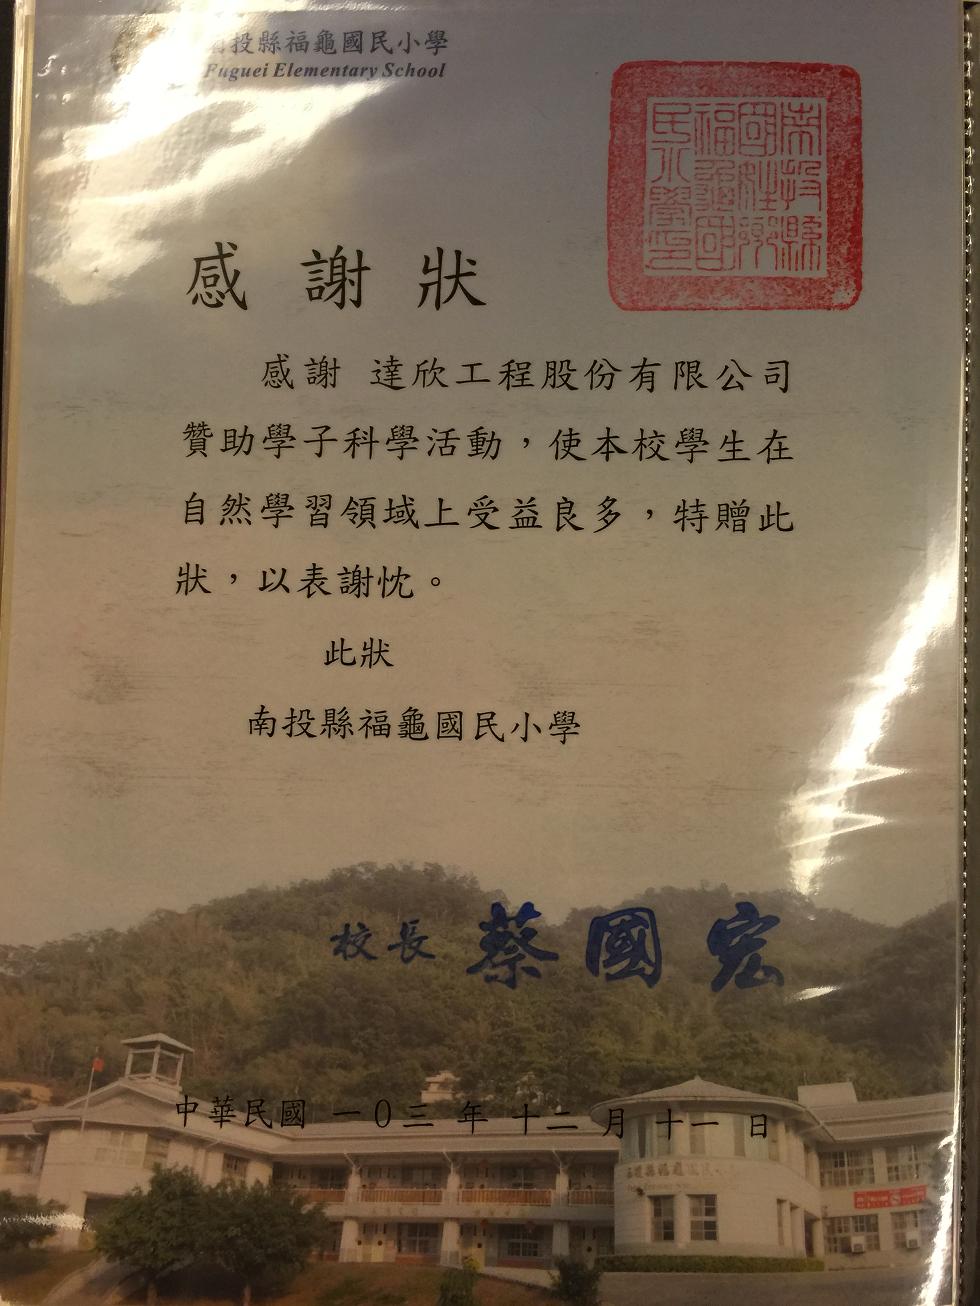 南投縣福龜國民小學
Fuguei Elementary School
感謝狀
感謝 達欣工程股份有限公司
贊助學子科學活動，使本校學生在
自然學習領域上受益良多，特贈此
狀，以表謝忱。
此狀
南投縣福龜國民小學
校長 蔡國宏
中華民國 一0三 年 十二 月 十一 日